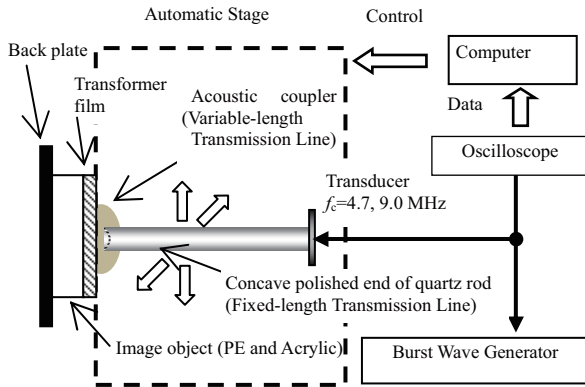 Automatic Stage
Control
Back plate
Transformer
film
Acoustic coupler
(Variable-length
Transmission Line)
Computer
Data
Oscilloscope
Transducer
fc=4.7, 9.0 MHz
Concave polished end of quartz rod
(Fixed-length Transmission Line)
Image object (PE and Acrylic)
Burst Wave Generator